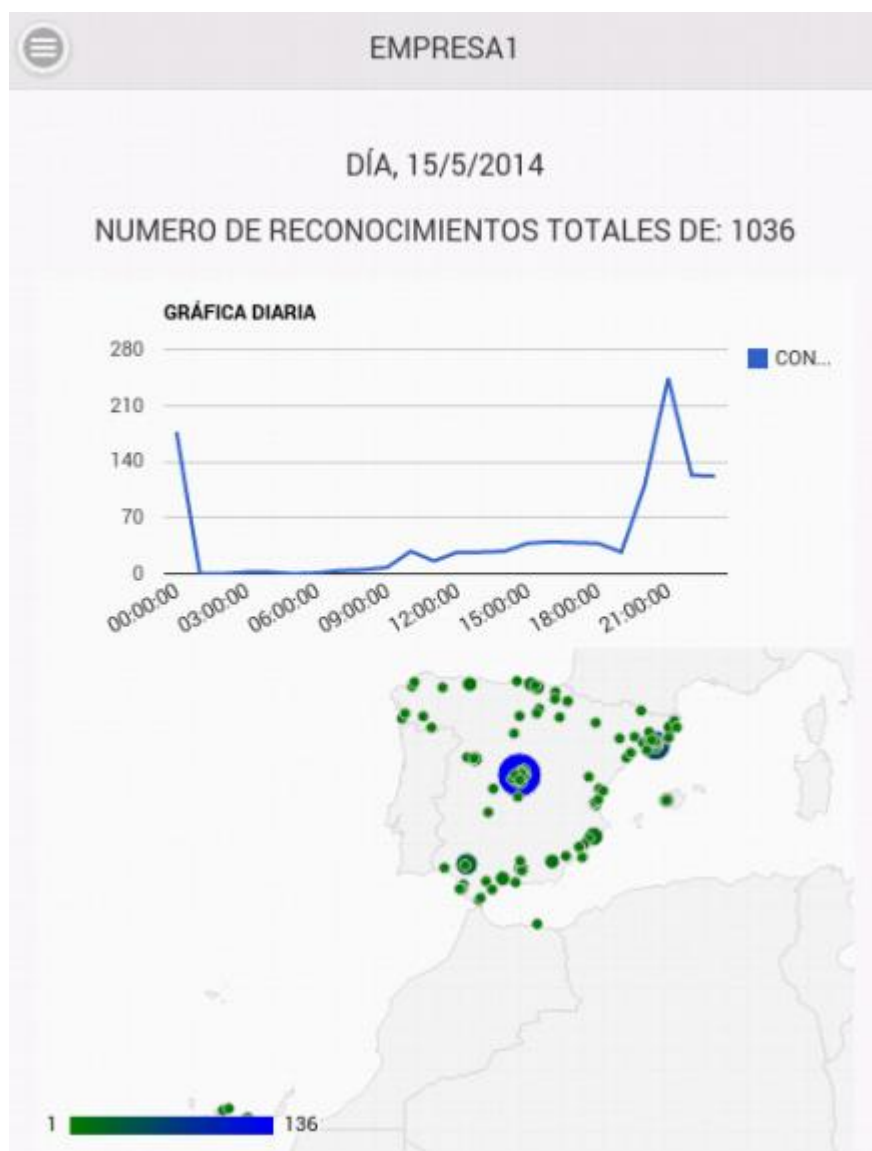 EMPRESA1
DÍA, 15/5/2014
NUMERO DE RECONOCIMIENTOS TOTALES DE: 1036
GRÁFICA DIARIA
280
CON...
210
140
70
0
00:00:00 03:00:00 06:00:00 09:00:00 12:00:00 15:00:00 18:00:00 21:00:00
1 136